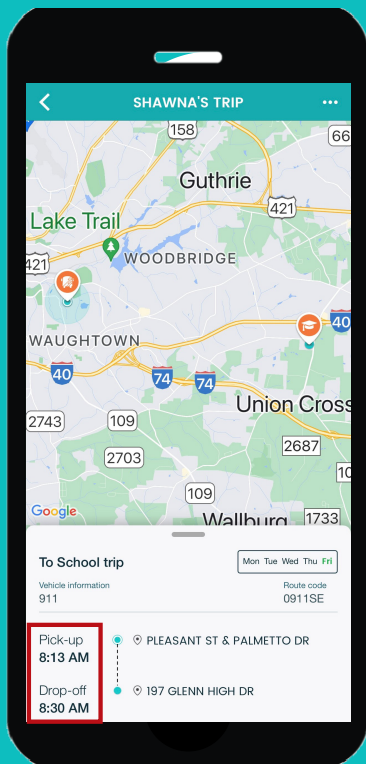 SHAWNA'S TRIP
158
66
Guthrie
421
Lake Trail
421
WOODBRIDGE
40
WAUGHTOWN
40
74
74
Union Cross
2743
109
2687
2703
10
109
Google
Wallburg
1733
To School trip
Mon Tue Wed Thu Fri
Vehicle information
Route code
911
0911SE
Pick-up
PLEASANT ST & PALMETTO DR
8:13 AM
Drop-off
197 GLENN HIGH DR
8:30 AM